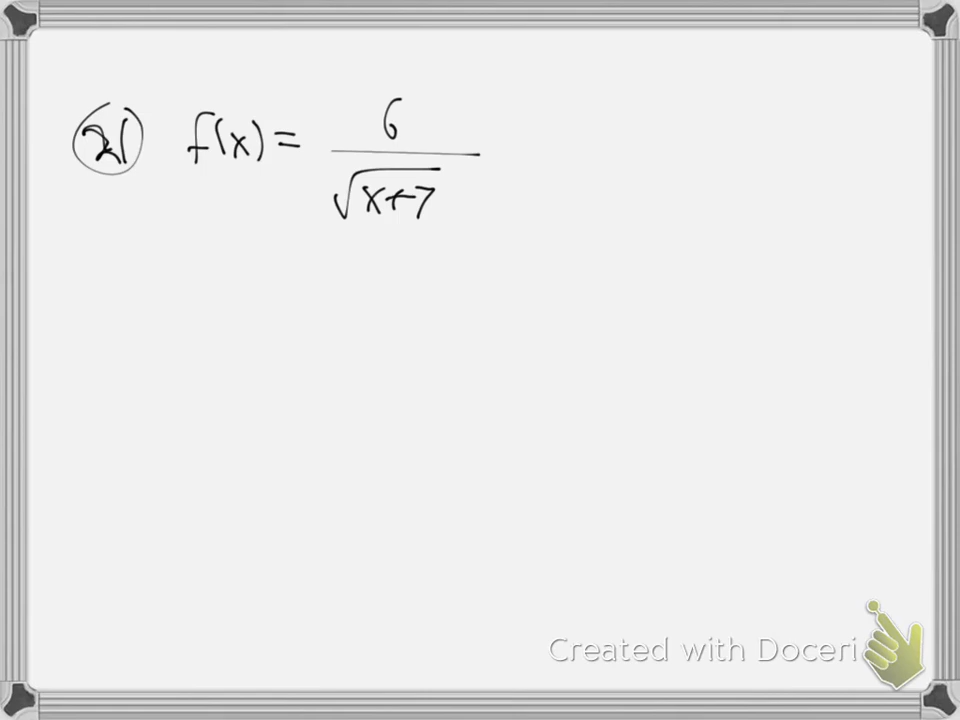 21 f(x) = 6/√(x+7)
Created with Doceri